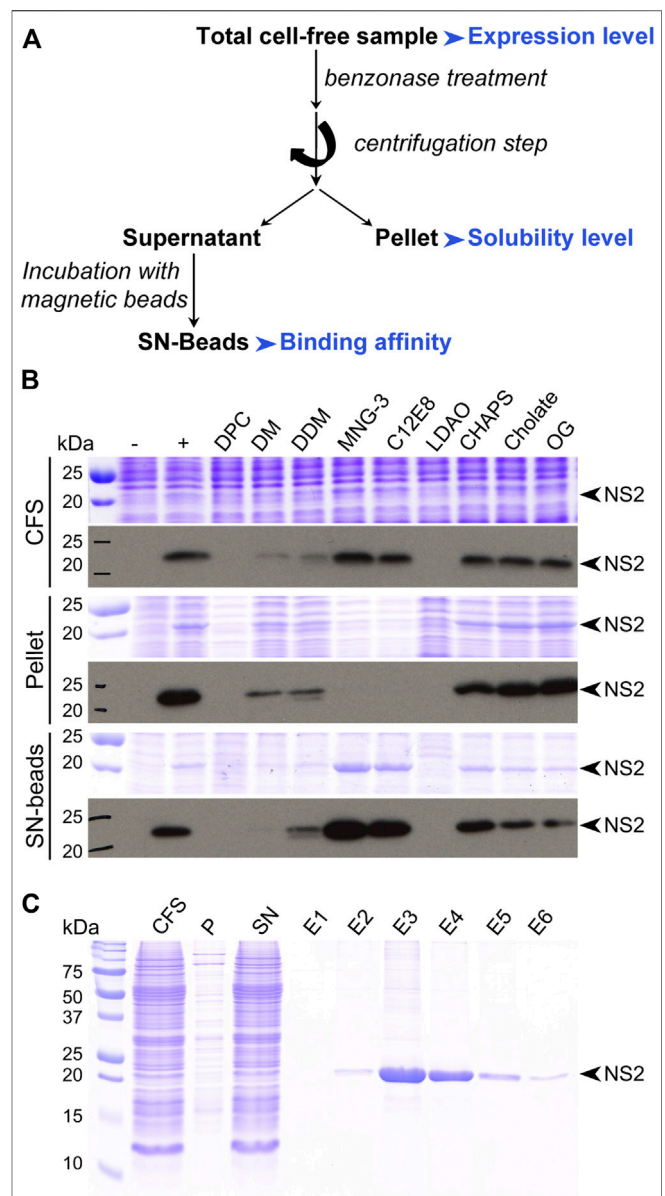 A
Total cell-free sample ➤ Expression level
benzonase treatment
centrifugation step
Supernatant
Pellet ➤ Solubility level
Incubation with
magnetic beads
SN-Beads ➤ Binding affinity
B
kDa - + DPC DM DDM MNG-3 C12E8 LDAO CHAPS Cholate OG
CFS
25
20
NS2
25
20
NS2
Pellet
25
20
NS2
25
20
NS2
SN-beads
25
20
NS2
25
20
NS2
C
kDa CFS P SN E1 E2 E3 E4 E5 E6
75
50
37
25
20
NS2
15
10